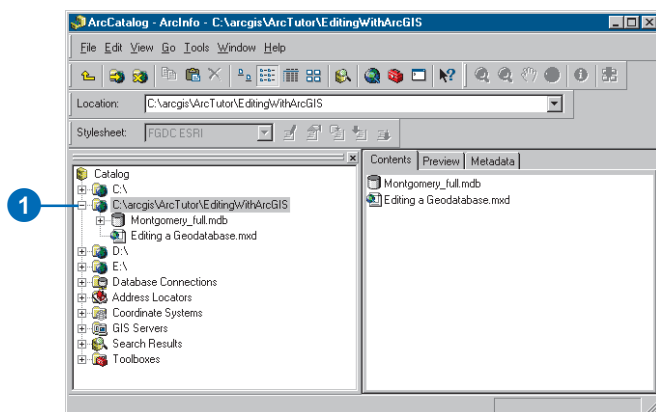 ArcCatalog - ArcInfo - C:\arcgis\ArcTutor\EditingWithArcGIS
File Edit View Go Tools Window Help
Location: C:\arcgis\ArcTutor\EditingWithArcGIS
Stylesheet: FGDC ESRI
Contents Preview Metadata
Catalog
C:\
1 C:\arcgis\ArcTutor\EditingWithArcGIS
Montgomery_full.mdb
Editing a Geodatabase.mxd
D:\
E:\
Database Connections
Address Locators
Coordinate Systems
GIS Servers
Search Results
Toolboxes
Montgomery_full.mdb
Editing a Geodatabase.mxd